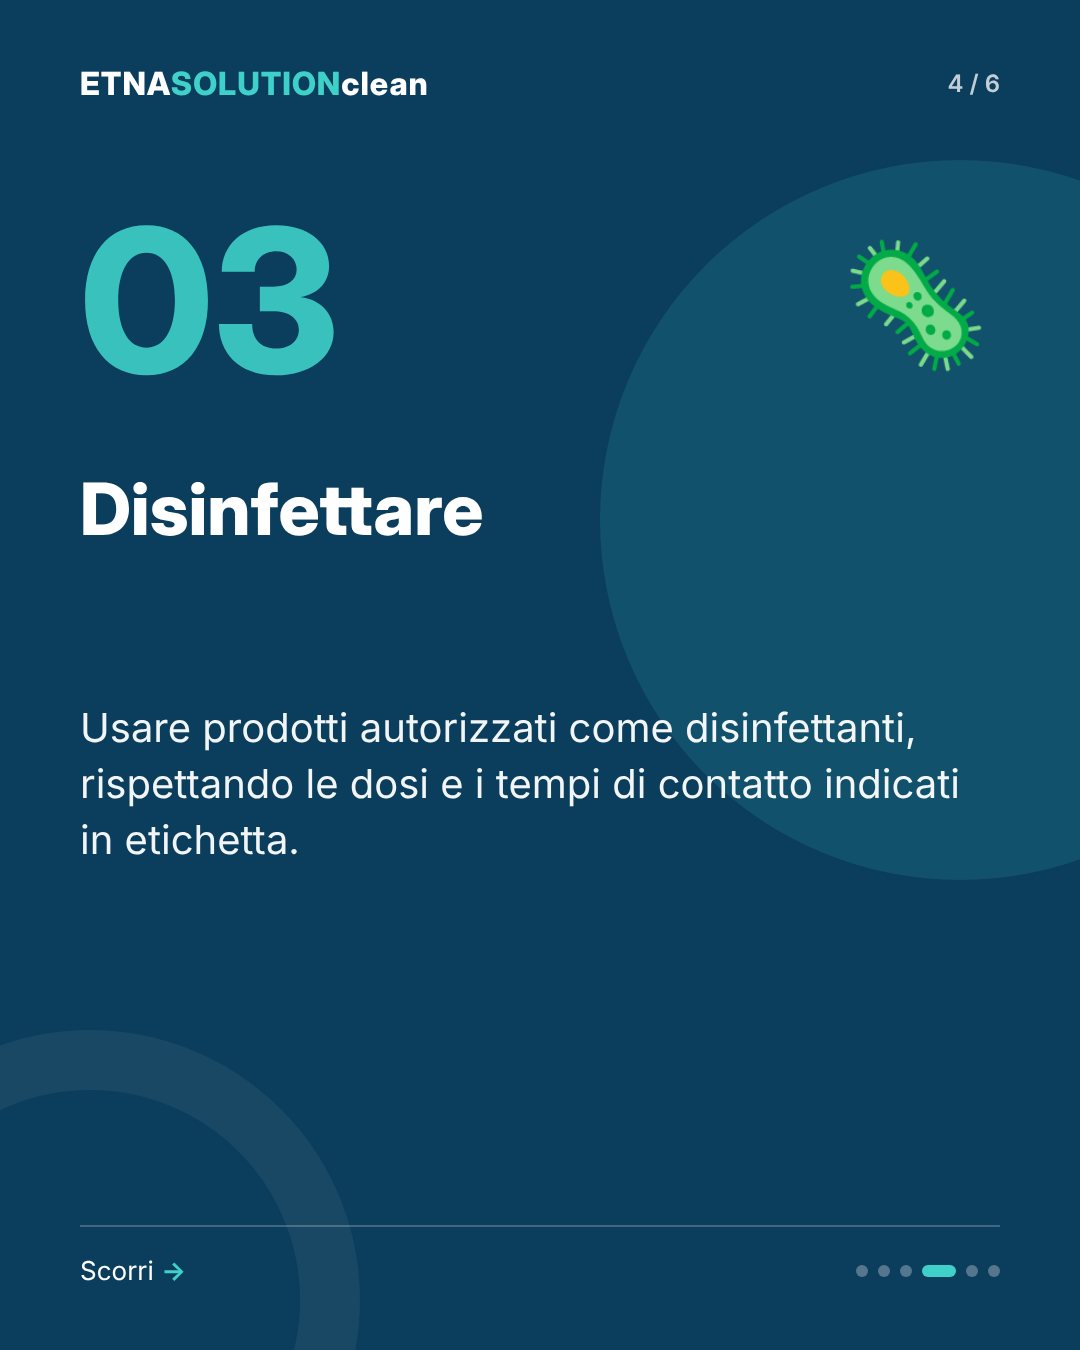 ETNASOLUTIONclean
4 / 6
03
Disinfettare
Usare prodotti autorizzati come disinfettanti,
rispettando le dosi e i tempi di contatto indicati
in etichetta.
Scorri →